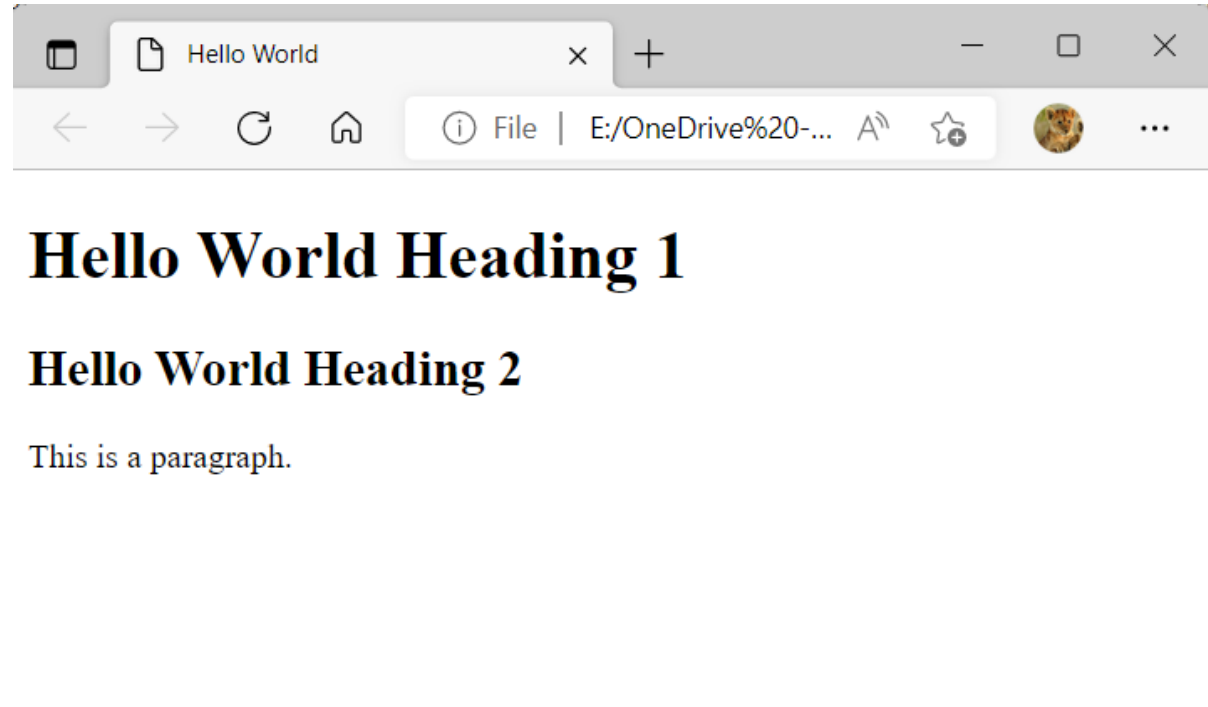 Hello World
File | E:/OneDrive%20-...
Hello World Heading 1
Hello World Heading 2
This is a paragraph.